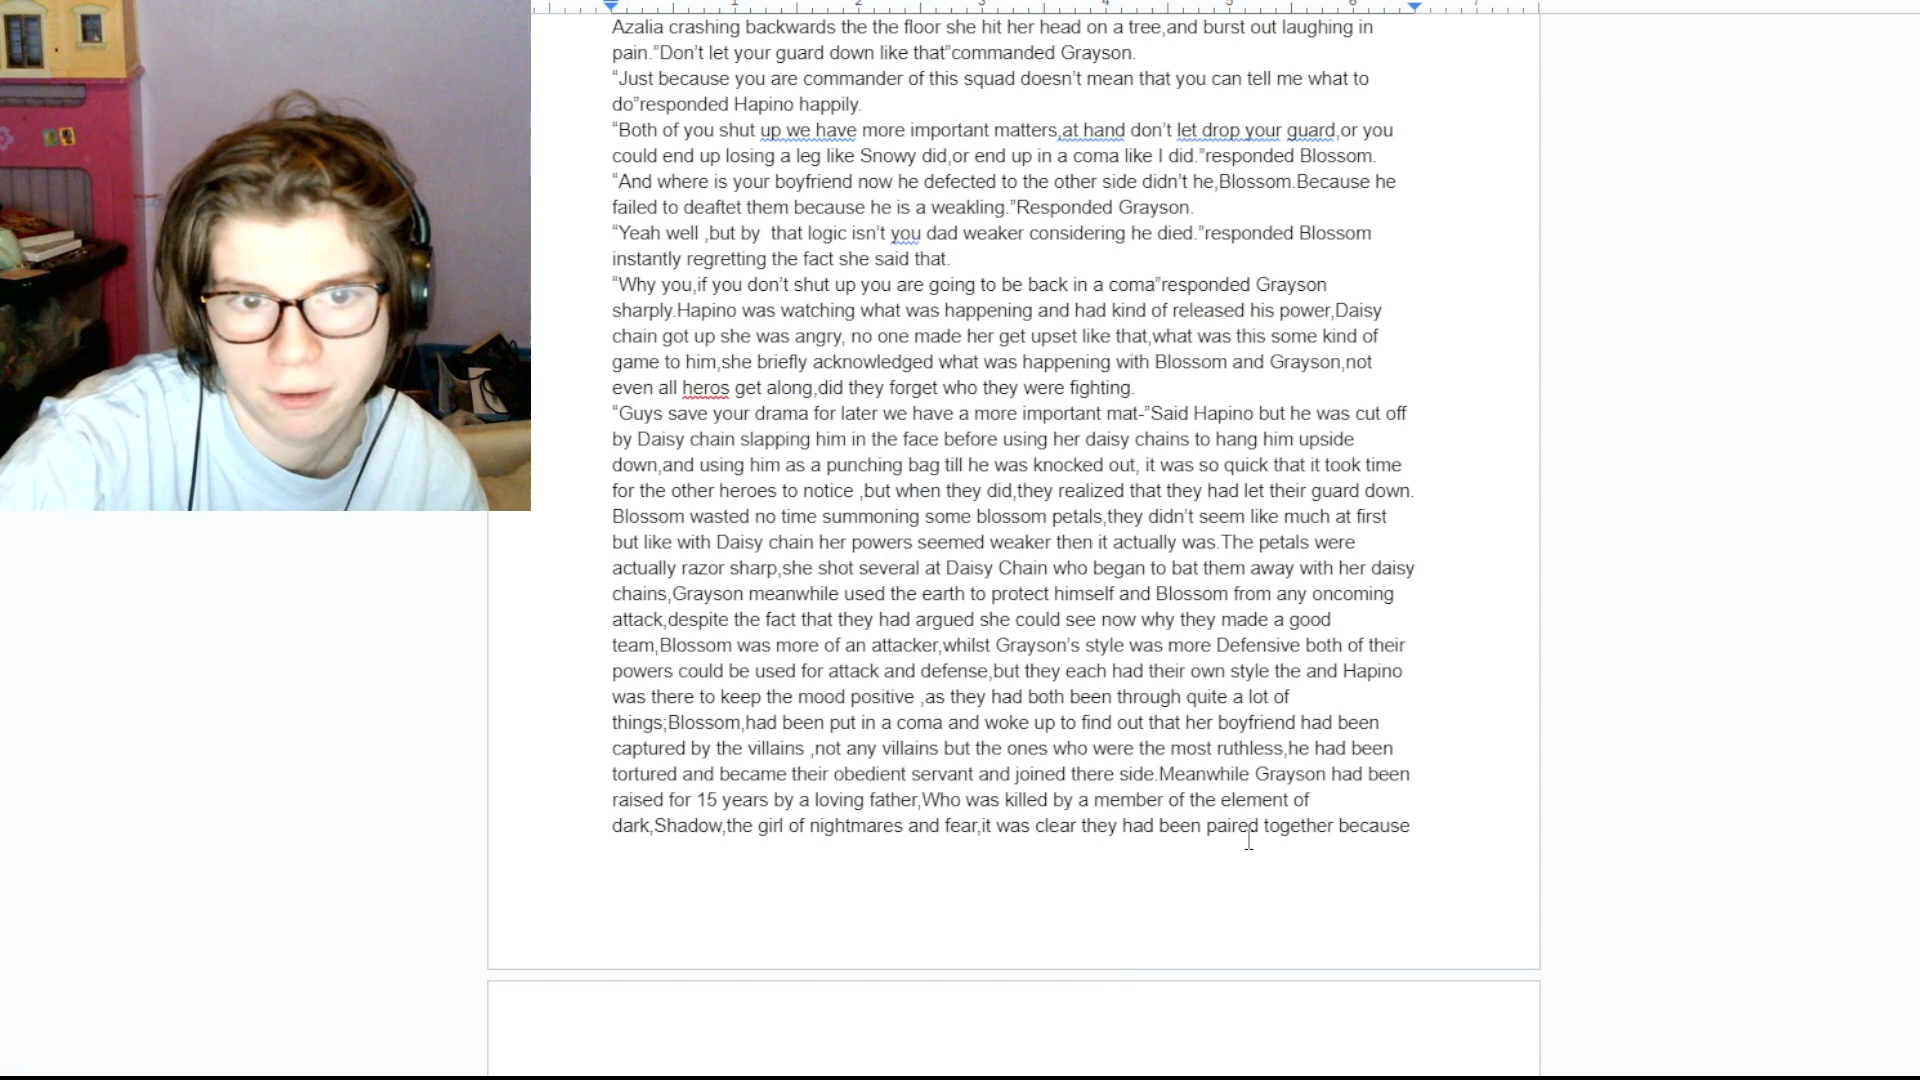 Azalia crashing backwards the the floor she hit her head on a tree,and burst out laughing in
pain.”Don’t let your guard down like that”commanded Grayson.
“Just because you are commander of this squad doesn’t mean that you can tell me what to
do”responded Hapino happily.
“Both of you shut up we have more important matters,at hand don’t let drop your guard,or you
could end up losing a leg like Snowy did,or end up in a coma like I did.”responded Blossom.
“And where is your boyfriend now he defected to the other side didn’t he,Blossom.Because he
failed to deaftet them because he is a weakling.”Responded Grayson.
“Yeah well ,but by  that logic isn’t you dad weaker considering he died.”responded Blossom
instantly regretting the fact she said that.
“Why you,if you don’t shut up you are going to be back in a coma”responded Grayson
sharply.Hapino was watching what was happening and had kind of released his power,Daisy
chain got up she was angry, no one made her get upset like that,what was this some kind of
game to him,she briefly acknowledged what was happening with Blossom and Grayson,not
even all heros get along,did they forget who they were fighting.
“Guys save your drama for later we have a more important mat-”Said Hapino but he was cut off
by Daisy chain slapping him in the face before using her daisy chains to hang him upside
down,and using him as a punching bag till he was knocked out, it was so quick that it took time
for the other heroes to notice ,but when they did,they realized that they had let their guard down.
Blossom wasted no time summoning some blossom petals,they didn’t seem like much at first
but like with Daisy chain her powers seemed weaker then it actually was.The petals were
actually razor sharp,she shot several at Daisy Chain who began to bat them away with her daisy
chains,Grayson meanwhile used the earth to protect himself and Blossom from any oncoming
attack,despite the fact that they had argued she could see now why they made a good
team,Blossom was more of an attacker,whilst Grayson’s style was more Defensive both of their
powers could be used for attack and defense,but they each had their own style the and Hapino
was there to keep the mood positive ,as they had both been through quite a lot of
things;Blossom,had been put in a coma and woke up to find out that her boyfriend had been
captured by the villains ,not any villains but the ones who were the most ruthless,he had been
tortured and became their obedient servant and joined there side.Meanwhile Grayson had been
raised for 15 years by a loving father,Who was killed by a member of the element of
dark,Shadow,the girl of nightmares and fear,it was clear they had been paired together because